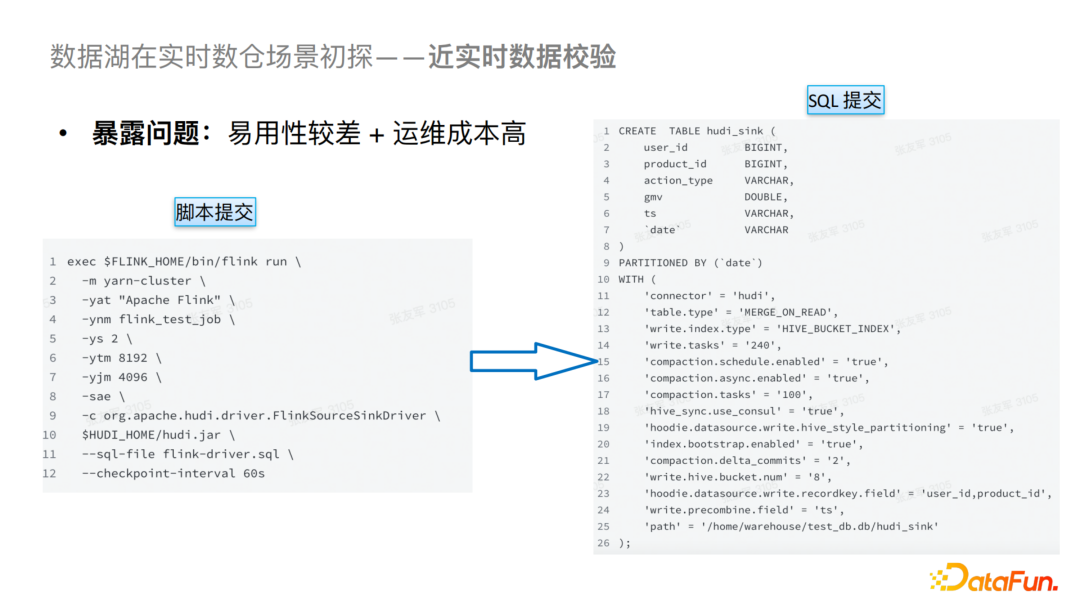 数据湖在实时数仓场景初探——近实时数据校验
• 暴露问题：易用性较差 + 运维成本高
脚本提交
1 exec $FLINK_HOME/bin/flink run \
2 -m yarn-cluster \
3 -yat "Apache Flink" \
4 -ynm flink_test_job \
5 -ys 2 \
6 -ytm 8192 \
7 -yjm 4096 \
8 -sae \
9 -c org.apache.hudi.driver.FlinkSourceSinkDriver \
10 $HUDI_HOME/hudi.jar \
11 --sql-file flink-driver.sql \
12 --checkpoint-interval 60s
SQL 提交
1 CREATE  TABLE hudi_sink (
2 user_id BIGINT,
3 product_id BIGINT,
4 action_type VARCHAR,
5 gmv DOUBLE,
6 ts VARCHAR,
7 `date` VARCHAR
8 )
9 PARTITIONED BY (`date`)
10 WITH (
11 'connector' = 'hudi',
12 'table.type' = 'MERGE_ON_READ',
13 'write.index.type' = 'HIVE_BUCKET_INDEX',
14 'write.tasks' = '240',
15 'compaction.schedule.enabled' = 'true',
16 'compaction.async.enabled' = 'true',
17 'compaction.tasks' = '100',
18 'hive_sync.use_consul' = 'true',
19 'hoodie.datasource.write.hive_style_partitioning' = 'true',
20 'index.bootstrap.enabled' = 'true',
21 'compaction.delta_commits' = '2',
22 'write.hive.bucket.num' = '8',
23 'hoodie.datasource.write.recordkey.field' = 'user_id,product_id',
24 'write.precombine.field' = 'ts',
25 'path' = '/home/warehouse/test_db.db/hudi_sink'
26 );
张友军 3105
DataFun.